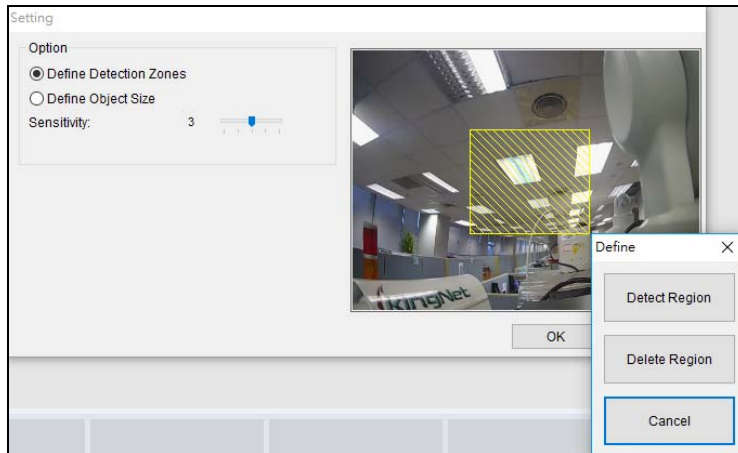 Setting
Option
Define Detection Zones
Define Object Size
Sensitivity: 3
kingNet
OK
Define
Detect Region
Delete Region
Cancel